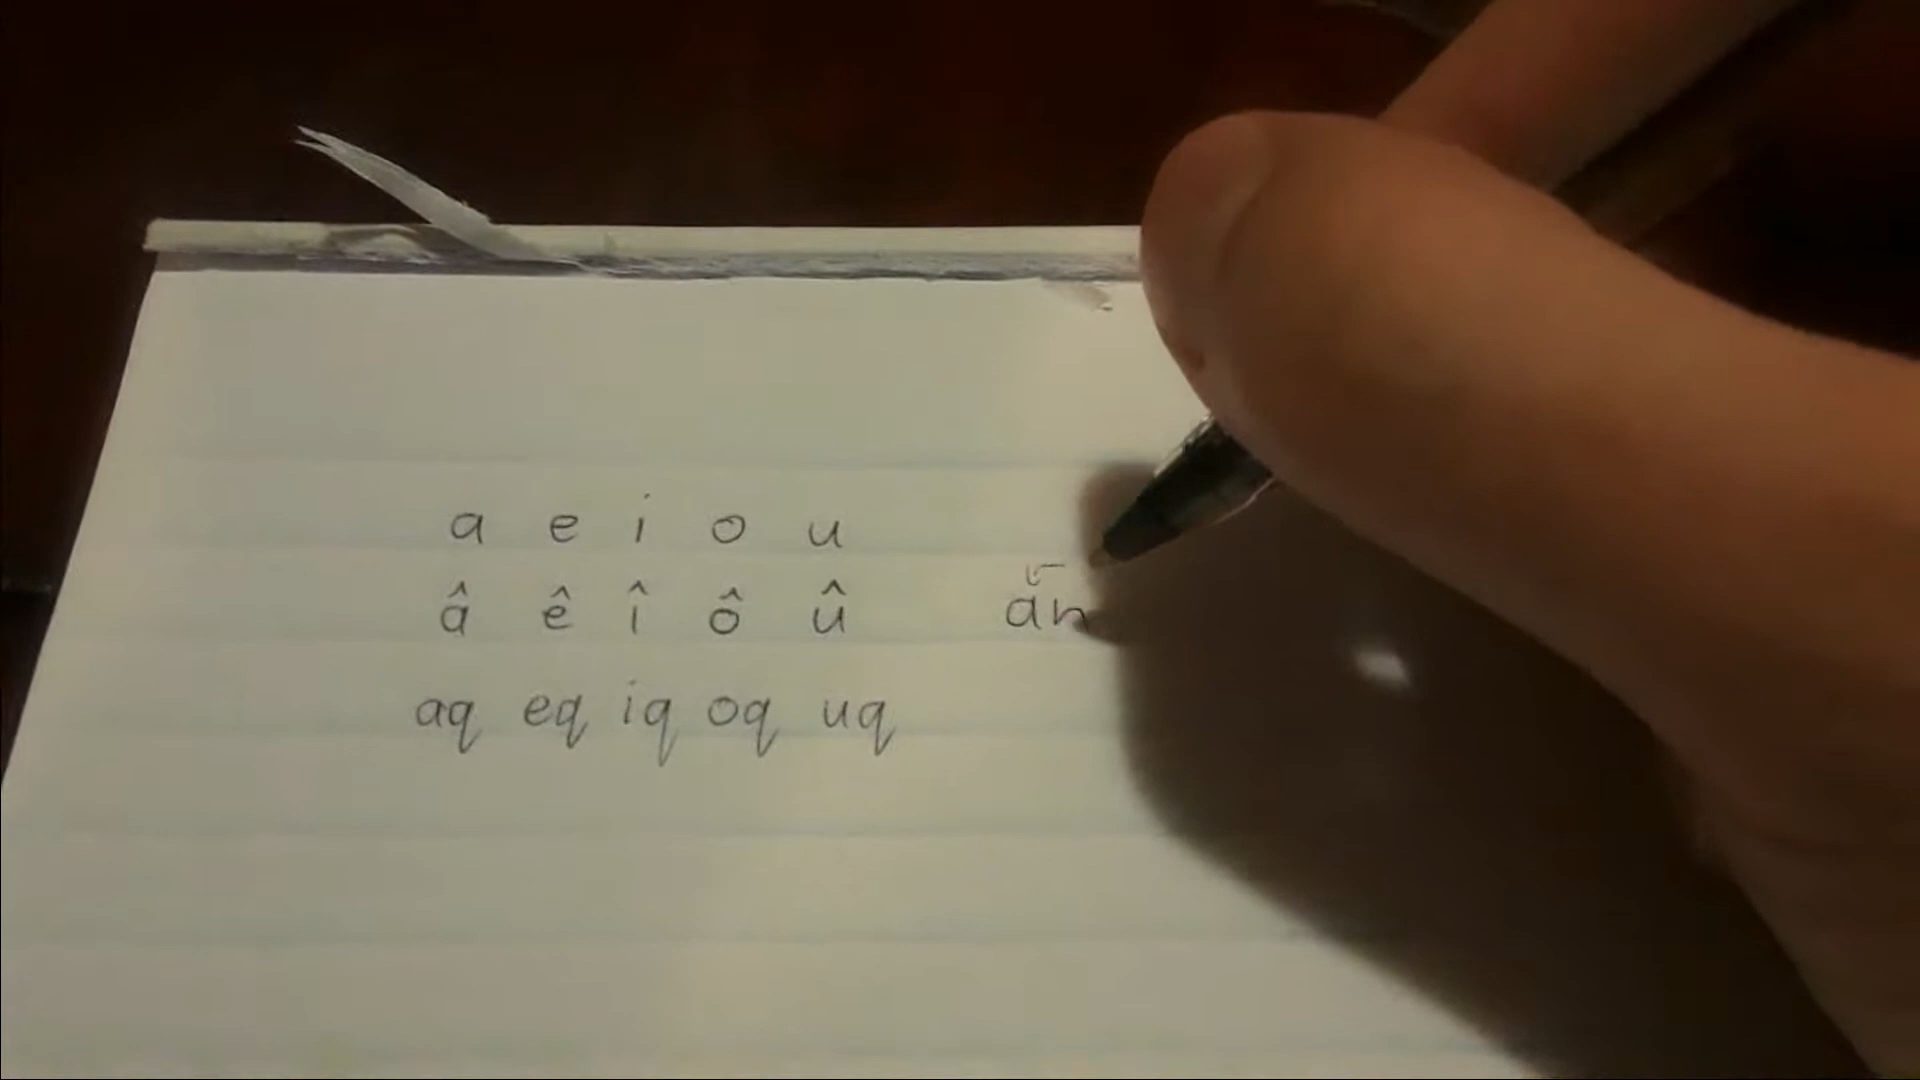 a e i o u
â ê î ô û
aq eq iq oq uq